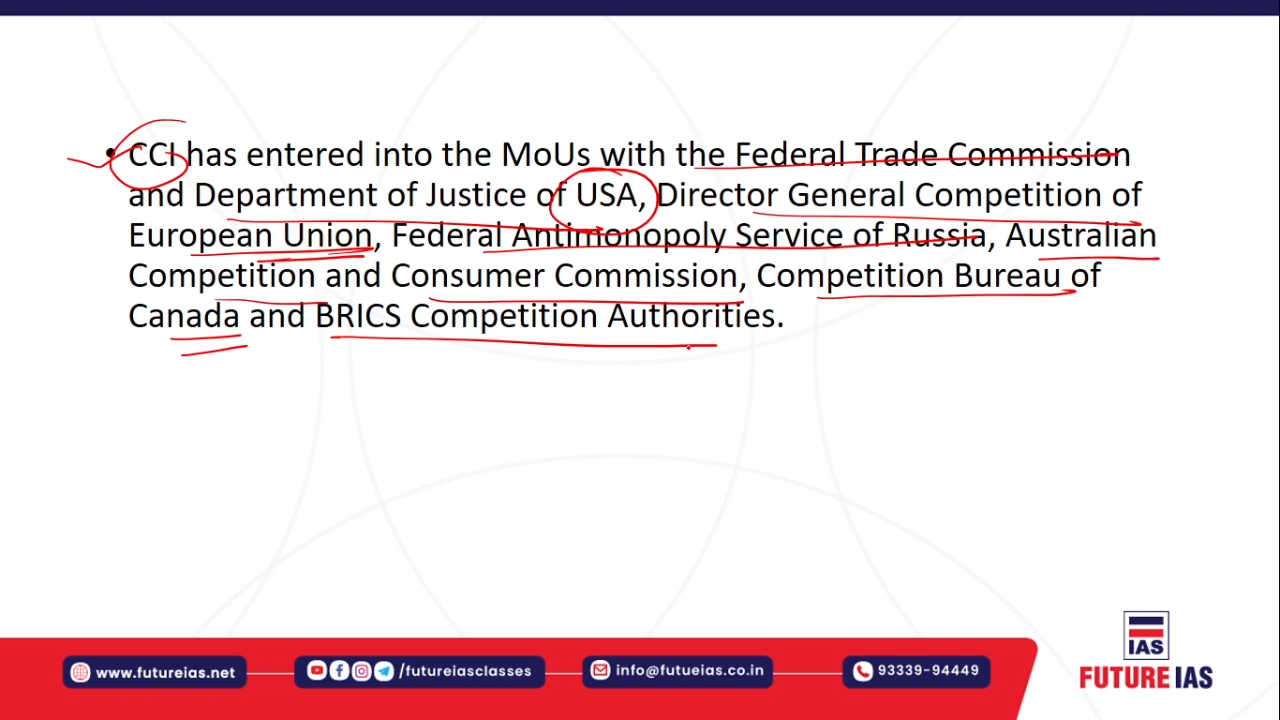 • CCI has entered into the MoUs with the Federal Trade Commission
and Department of Justice of USA, Director General Competition of
European Union, Federal Antimonopoly Service of Russia, Australian
Competition and Consumer Commission, Competition Bureau of
Canada and BRICS Competition Authorities.
IAS
www.futureias.net
/futureiasclasses
info@futueias.co.in
93339-94449
FUTURE IAS